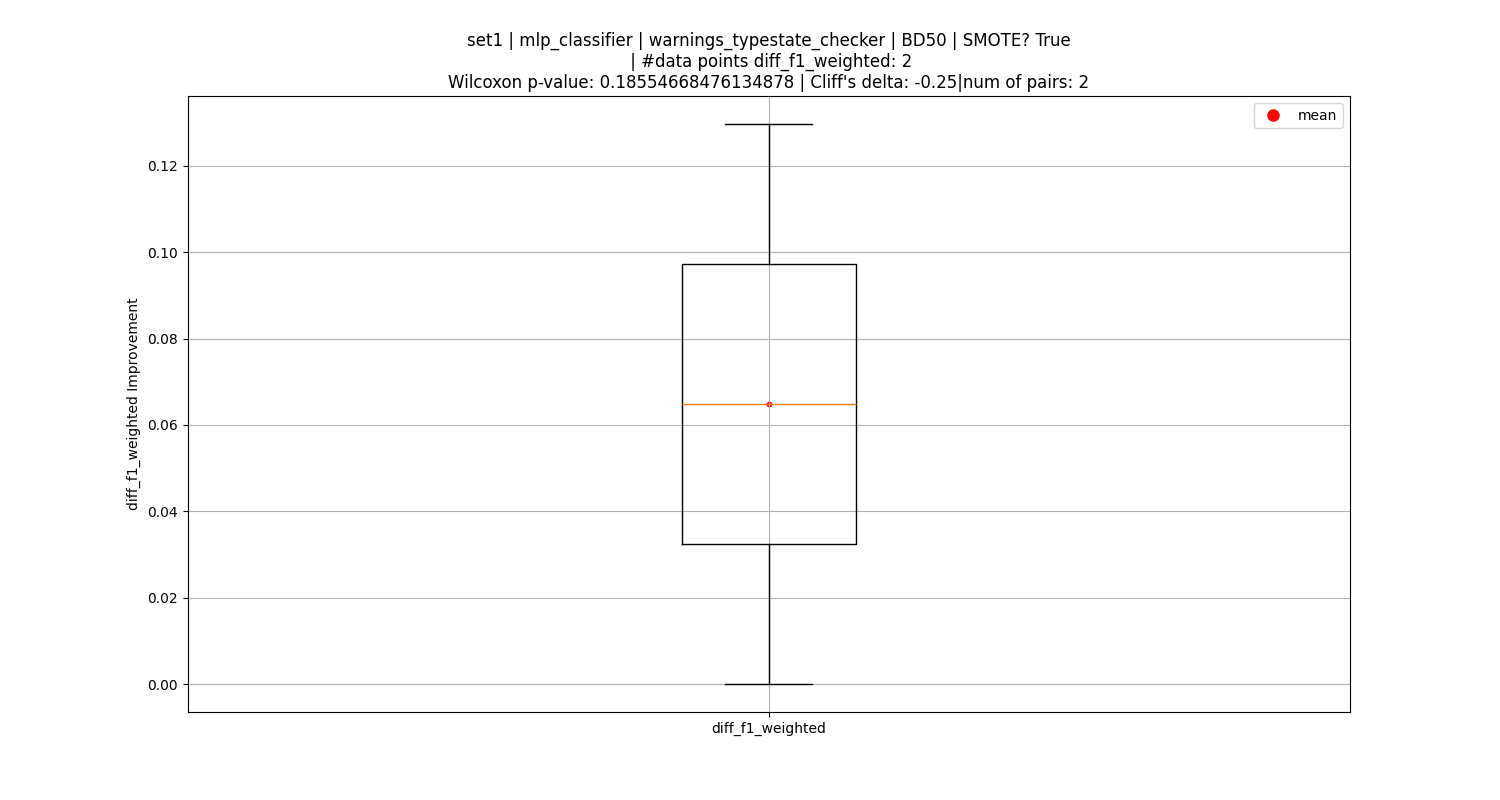 set1 | mlp_classifier | warnings_typestate_checker | BD50 | SMOTE? True
| #data points diff_f1_weighted: 2
Wilcoxon p-value: 0.18554668476134878 | Cliff's delta: -0.25|num of pairs: 2
mean
0.12
0.10
0.08
0.06
0.04
0.02
0.00
diff_f1_weighted Improvement
diff_f1_weighted